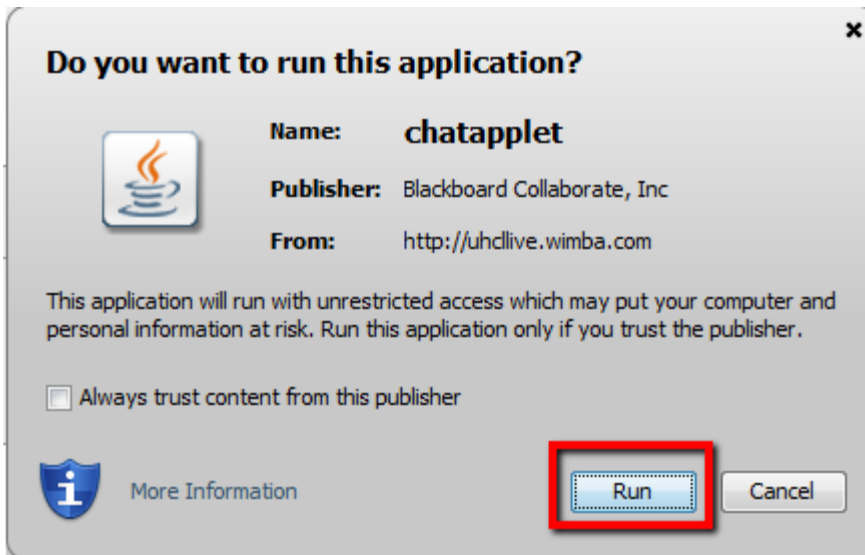 Do you want to run this application?
Name: chatapplet
Publisher: Blackboard Collaborate, Inc
From: http://uhcllive.wimba.com
This application will run with unrestricted access which may put your computer and
personal information at risk. Run this application only if you trust the publisher.
Always trust content from this publisher
More Information Run Cancel